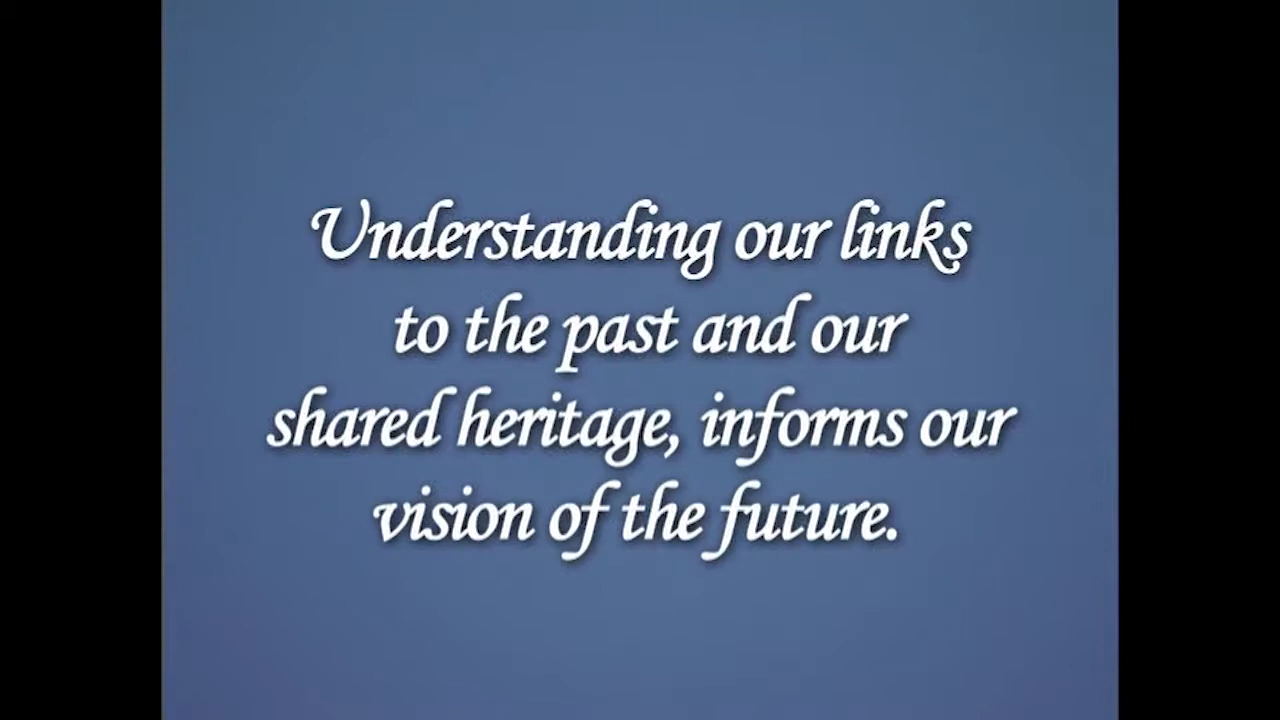 Understanding our links
to the past and our
shared heritage, informs our
vision of the future.